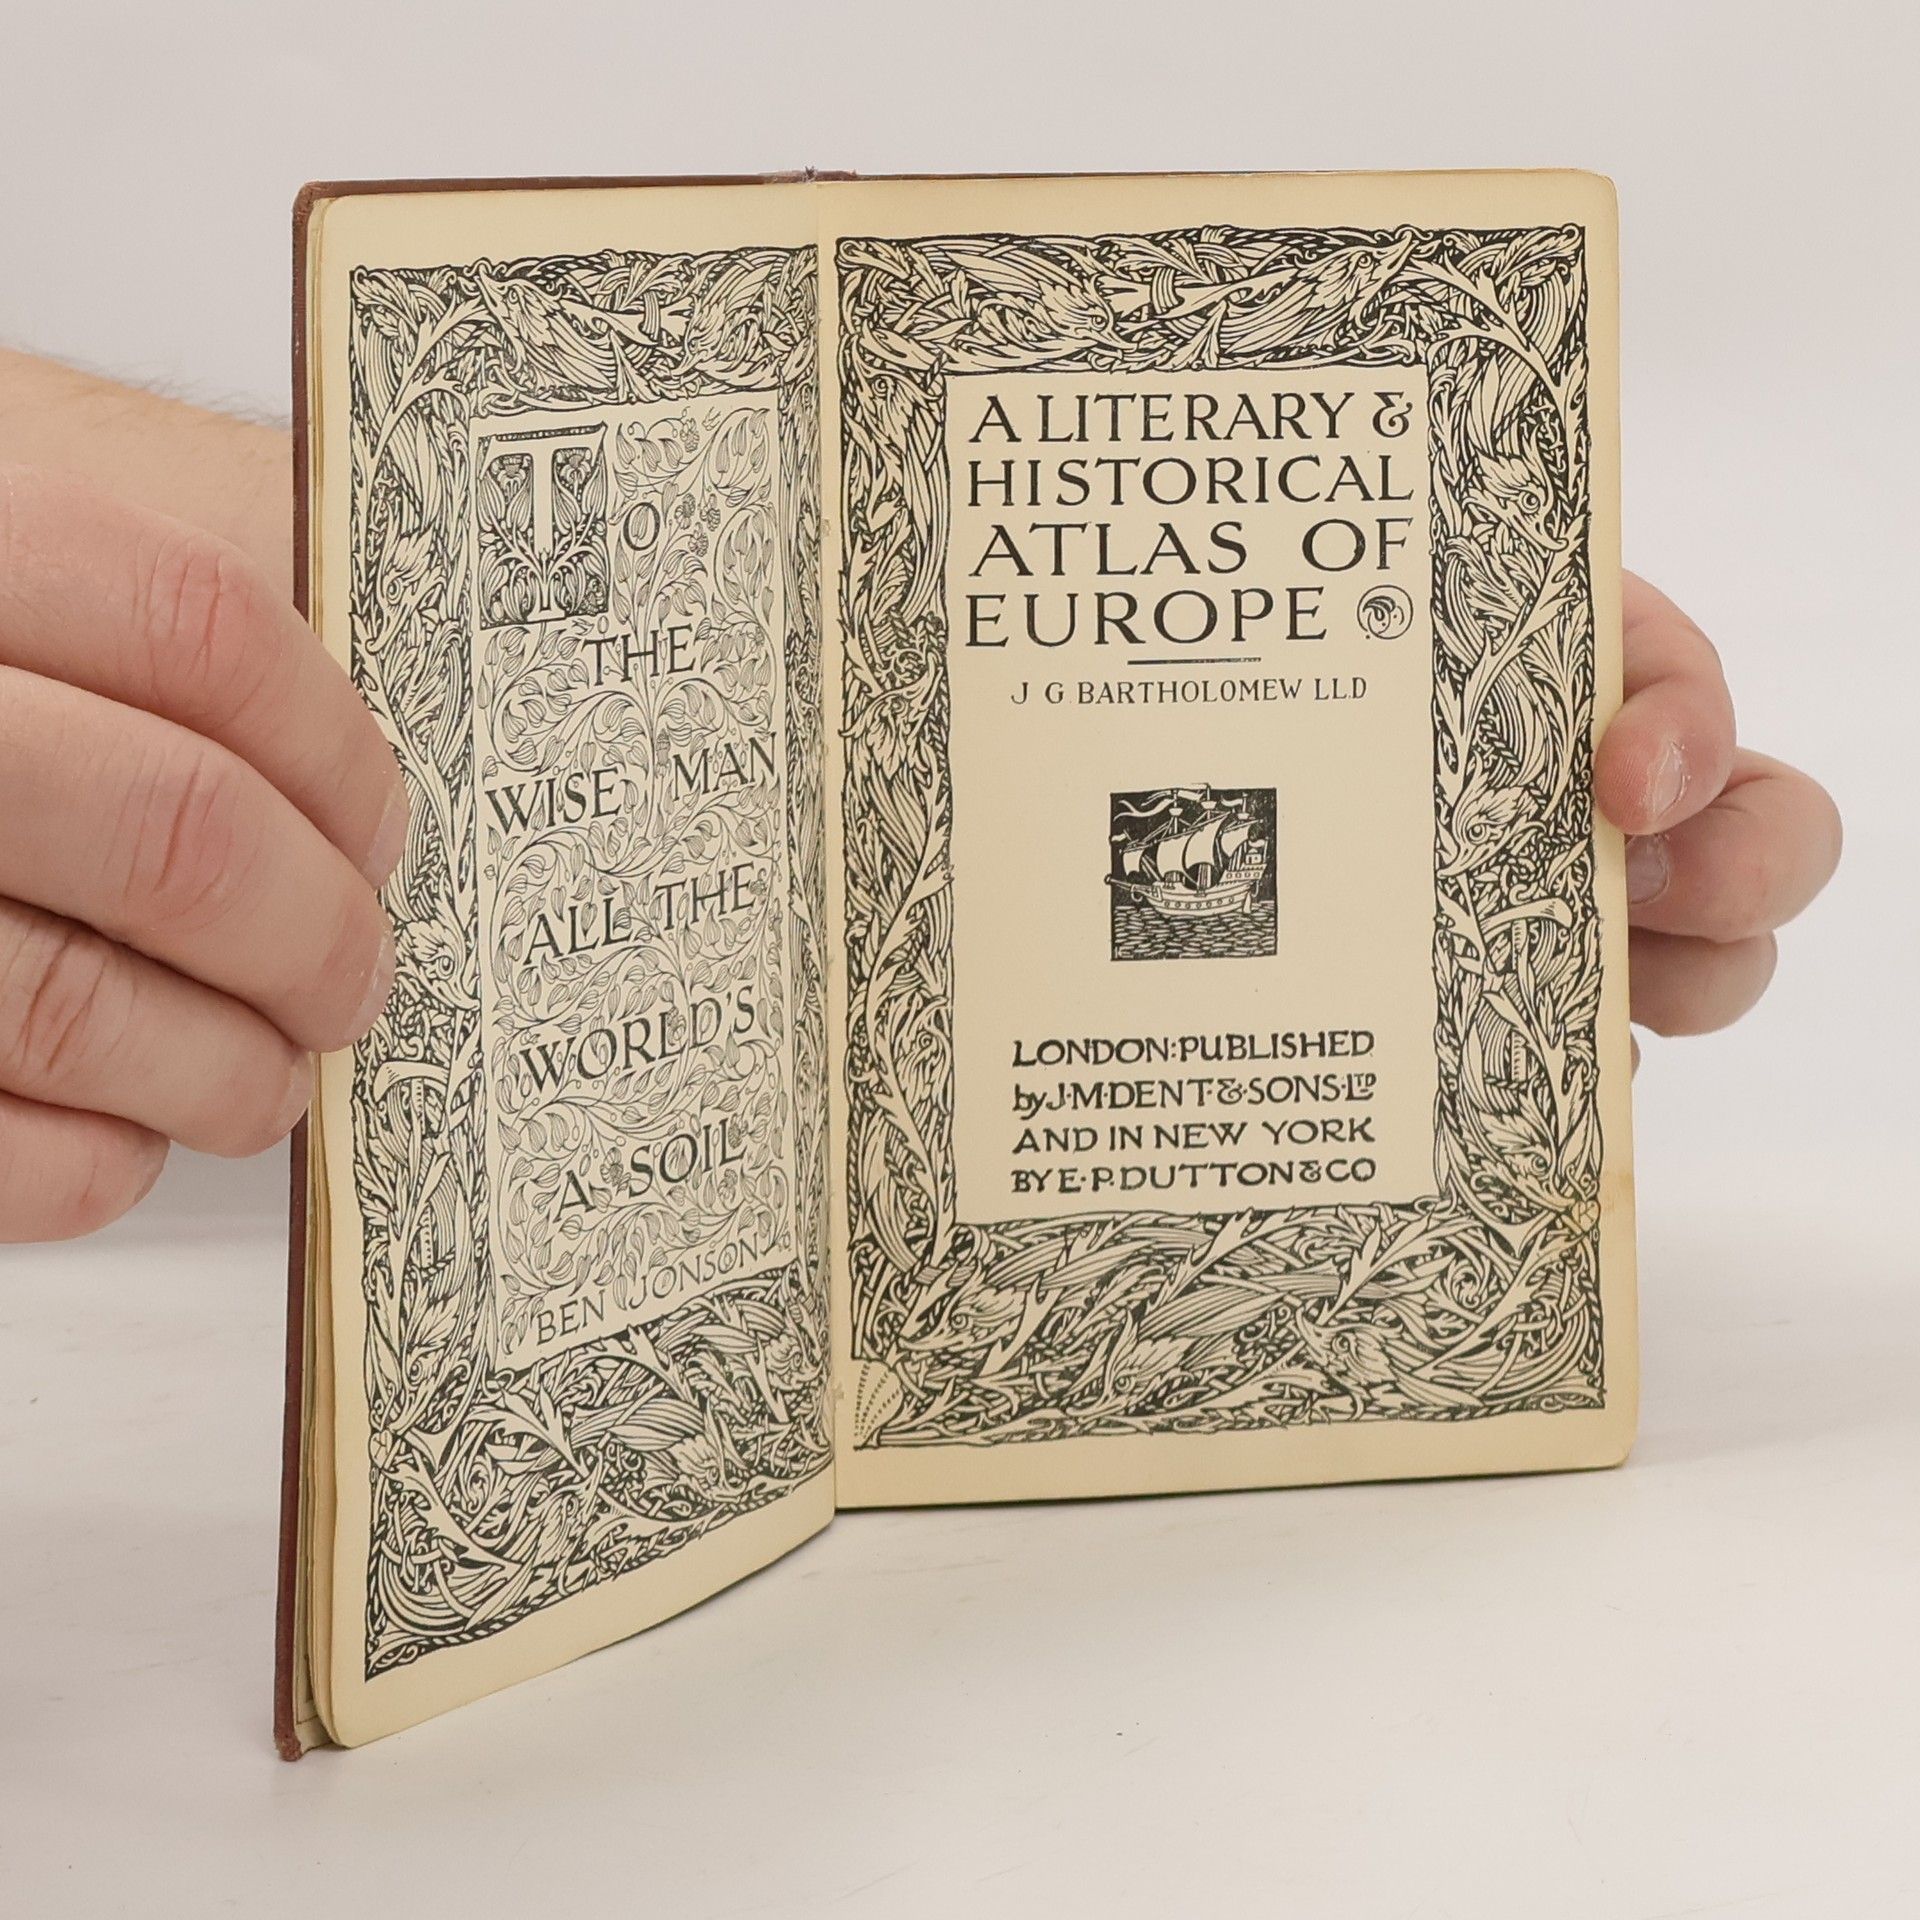 TO
THE
WISE MAN
ALL THE
WORLD'S
A SOIL
BEN JONSON
A LITERARY &
HISTORICAL
ATLAS OF
EUROPE
J G BARTHOLOMEW LL.D
LONDON:PUBLISHED
by J·M·DENT·&·SONS·LTD
AND IN NEW YORK
BY E·P·DUTTON & CO